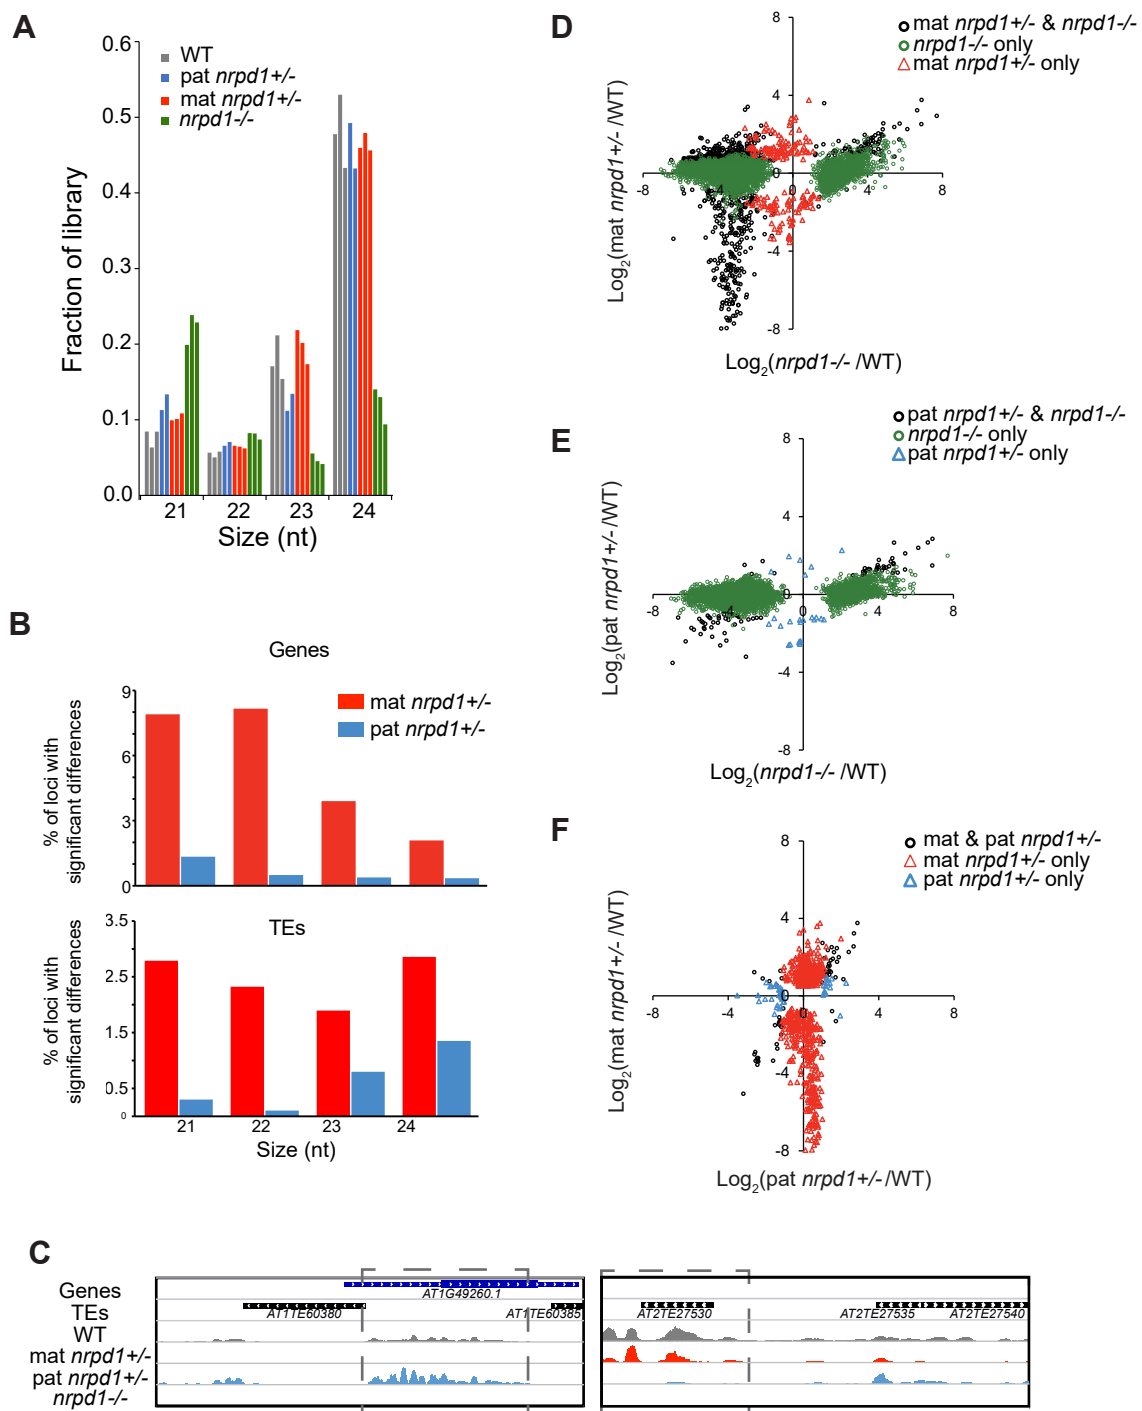 A
0.6
0.5
0.4
0.3
0.2
0.1
0.0
Fraction of library
WT
pat nrpd1+/-
mat nrpd1+/-
nrpd1-/-
21 22 23 24
Size (nt)
B
Genes
9
6
3
0
% of loci with
significant differences
mat nrpd1+/-
pat nrpd1+/-
TEs
3.5
2.5
1.5
0.5
0
% of loci with
significant differences
21 22 23 24
Size (nt)
D
mat nrpd1+/- & nrpd1-/-
nrpd1-/- only
mat nrpd1+/- only
8
4
-8 -4 0 4 8
-4
-8
Log2(mat nrpd1+/- /WT)
Log2(nrpd1-/- /WT)
E
pat nrpd1+/- & nrpd1-/-
nrpd1-/- only
pat nrpd1+/- only
8
4
-8 -4 0 4 8
-4
-8
Log2(pat nrpd1+/- /WT)
Log2(nrpd1-/- /WT)
F
mat & pat nrpd1+/-
mat nrpd1+/- only
pat nrpd1+/- only
8
4
0
-8 -4 0 4 8
-4
-8
Log2(mat nrpd1+/- /WT)
Log2(pat nrpd1+/- /WT)
C
Genes
AT1G49260.1
TEs
AT1TE60380 AT1TE60385 AT2TE27530 AT2TE27535 AT2TE27540
WT
mat nrpd1+/-
pat nrpd1+/-
nrpd1-/-